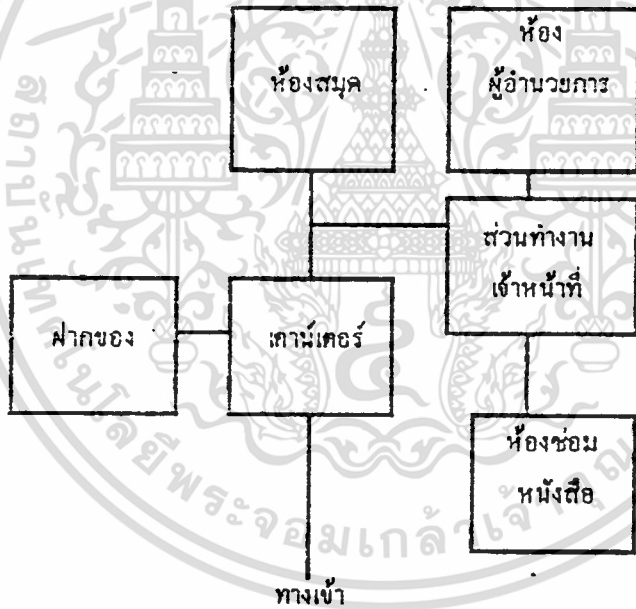 ห้องสมุด
ห้อง
ผู้อำนวยการ
ส่วนทำงาน
เจ้าหน้าที่
ฝากของ
เคาน์เตอร์
ห้องซ่อม
หนังสือ
ทางเข้า